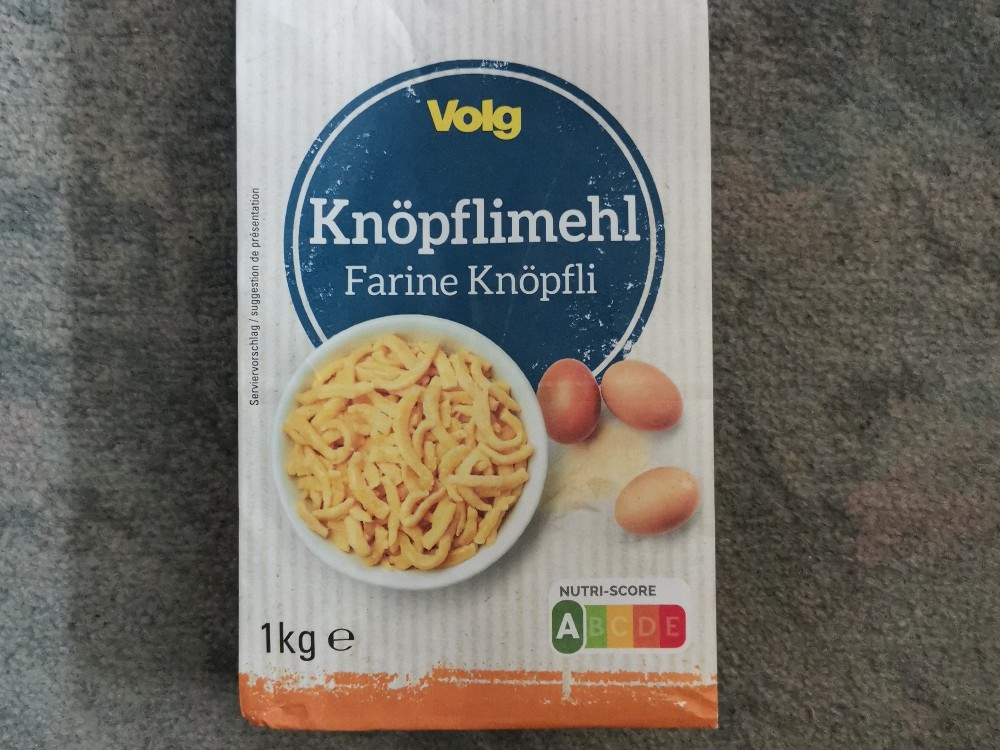 Volg
Knöpflimehl
Farine Knöpfli
Serviervorschlag / suggestion de présentation
NUTRI-SCORE
A B C D E
1kg ℮